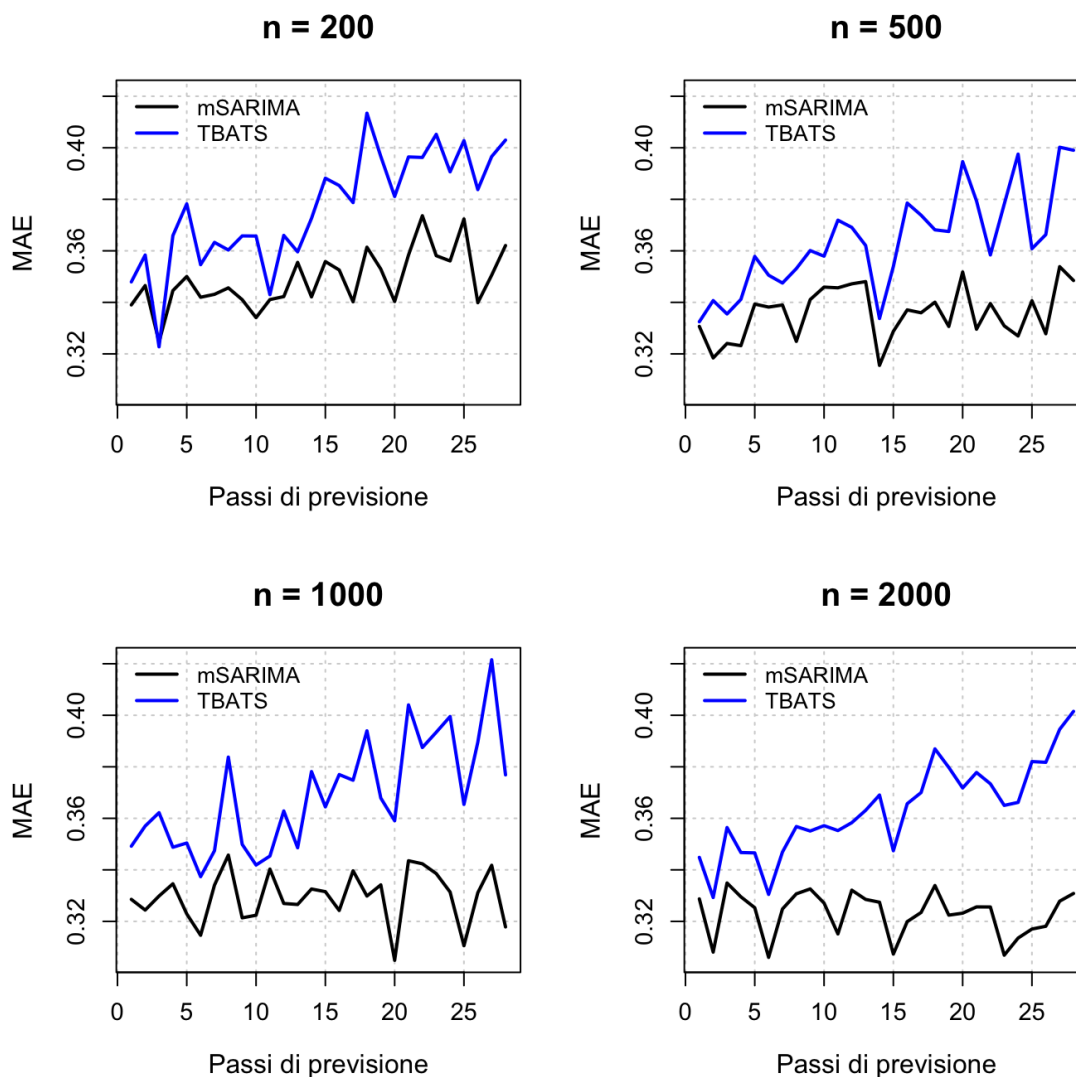 n = 200
mSARIMA
TBATS
MAE
0.40
0.36
0.32
0 5 10 15 20 25
Passi di previsione
n = 500
mSARIMA
TBATS
MAE
0.40
0.36
0.32
0 5 10 15 20 25
Passi di previsione
n = 1000
mSARIMA
TBATS
MAE
0.40
0.36
0.32
0 5 10 15 20 25
Passi di previsione
n = 2000
mSARIMA
TBATS
MAE
0.40
0.36
0.32
0 5 10 15 20 25
Passi di previsione